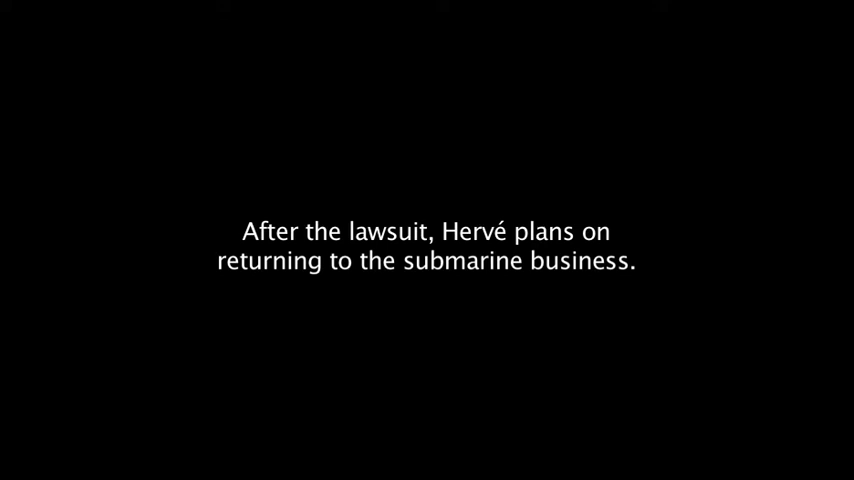 After the lawsuit, Hervé plans on
returning to the submarine business.